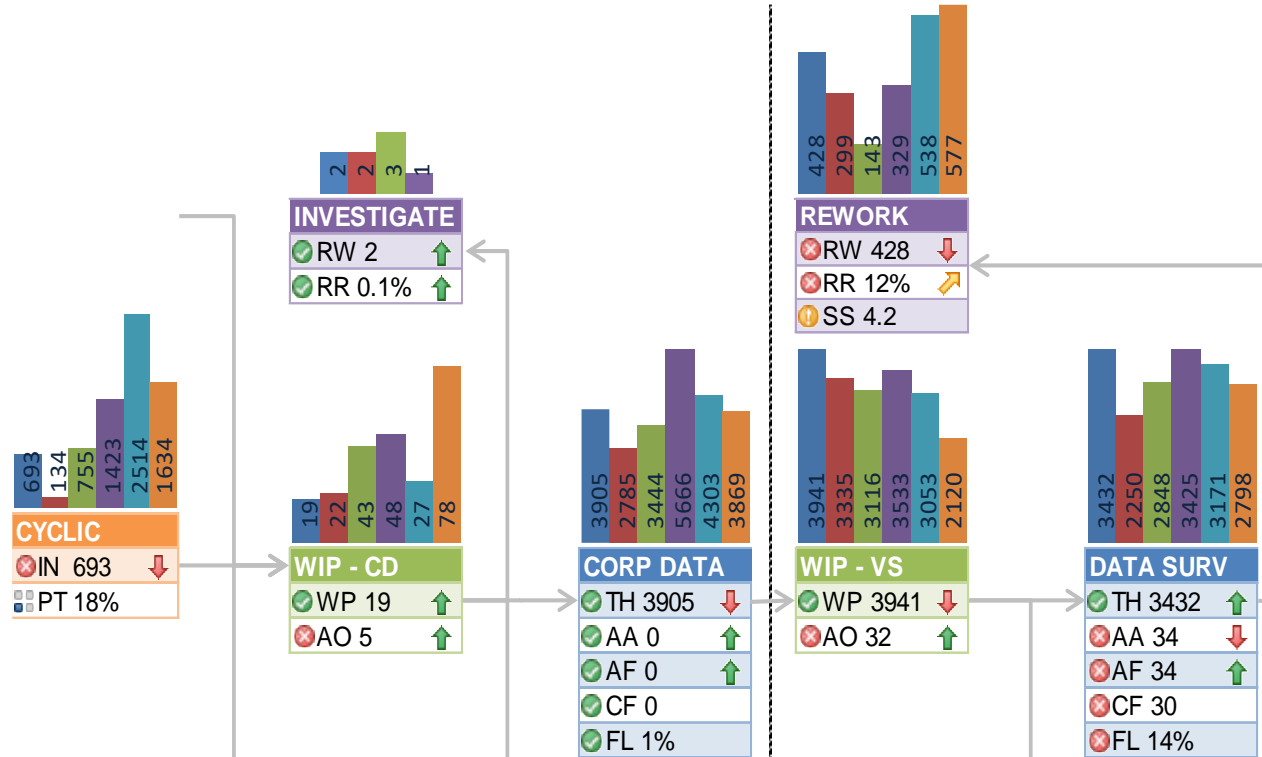 428
299
143
329
538
577
2
2
3
1
INVESTIGATE
RW 2
RR 0.1%
REWORK
RW 428
RR 12%
SS 4.2
693
134
755
1423
2514
1634
CYCLIC
IN 693
PT 18%
19
22
43
48
27
78
WIP - CD
WP 19
AO 5
3905
2785
3444
5666
4303
3869
CORP DATA
TH 3905
AA 0
AF 0
CF 0
FL 1%
3941
3335
3116
3533
3053
2120
WIP - VS
WP 3941
AO 32
3432
2250
2848
3425
3171
2798
DATA SURV
TH 3432
AA 34
AF 34
CF 30
FL 14%